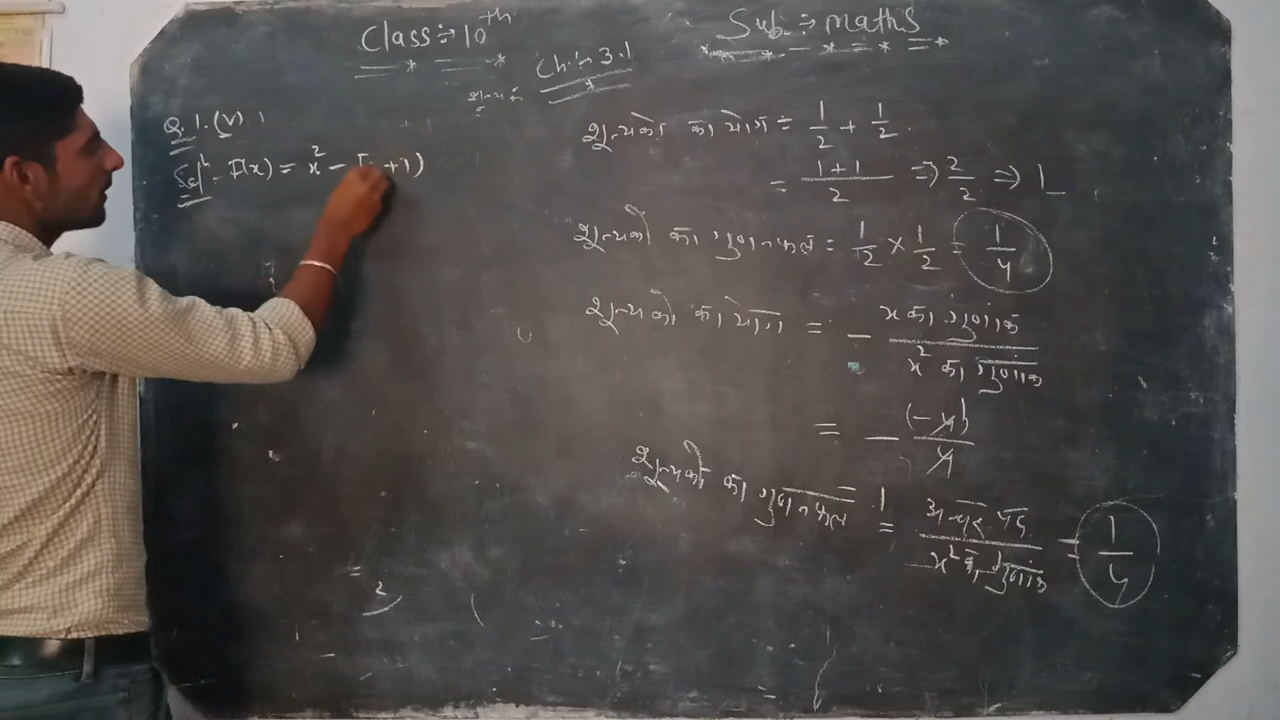 Class :- 10th
Sub :- maths
Ch :- 3.1
Q.1.(V)
Solⁿ- F(x) = x² - [ +1)
शून्यको का योग = 1/2 + 1/2
= 1+1/2 ⇒ 2/2 ⇒ 1
शून्यको का गुणनफल = 1/2 × 1/2 = 1/4
शून्यको का योग = - x का गुणांक / x² का गुणांक
= - (-4) / 4
= 1
शून्यको का गुणनफल = अचर पद / x² के गुणांक = 1/4